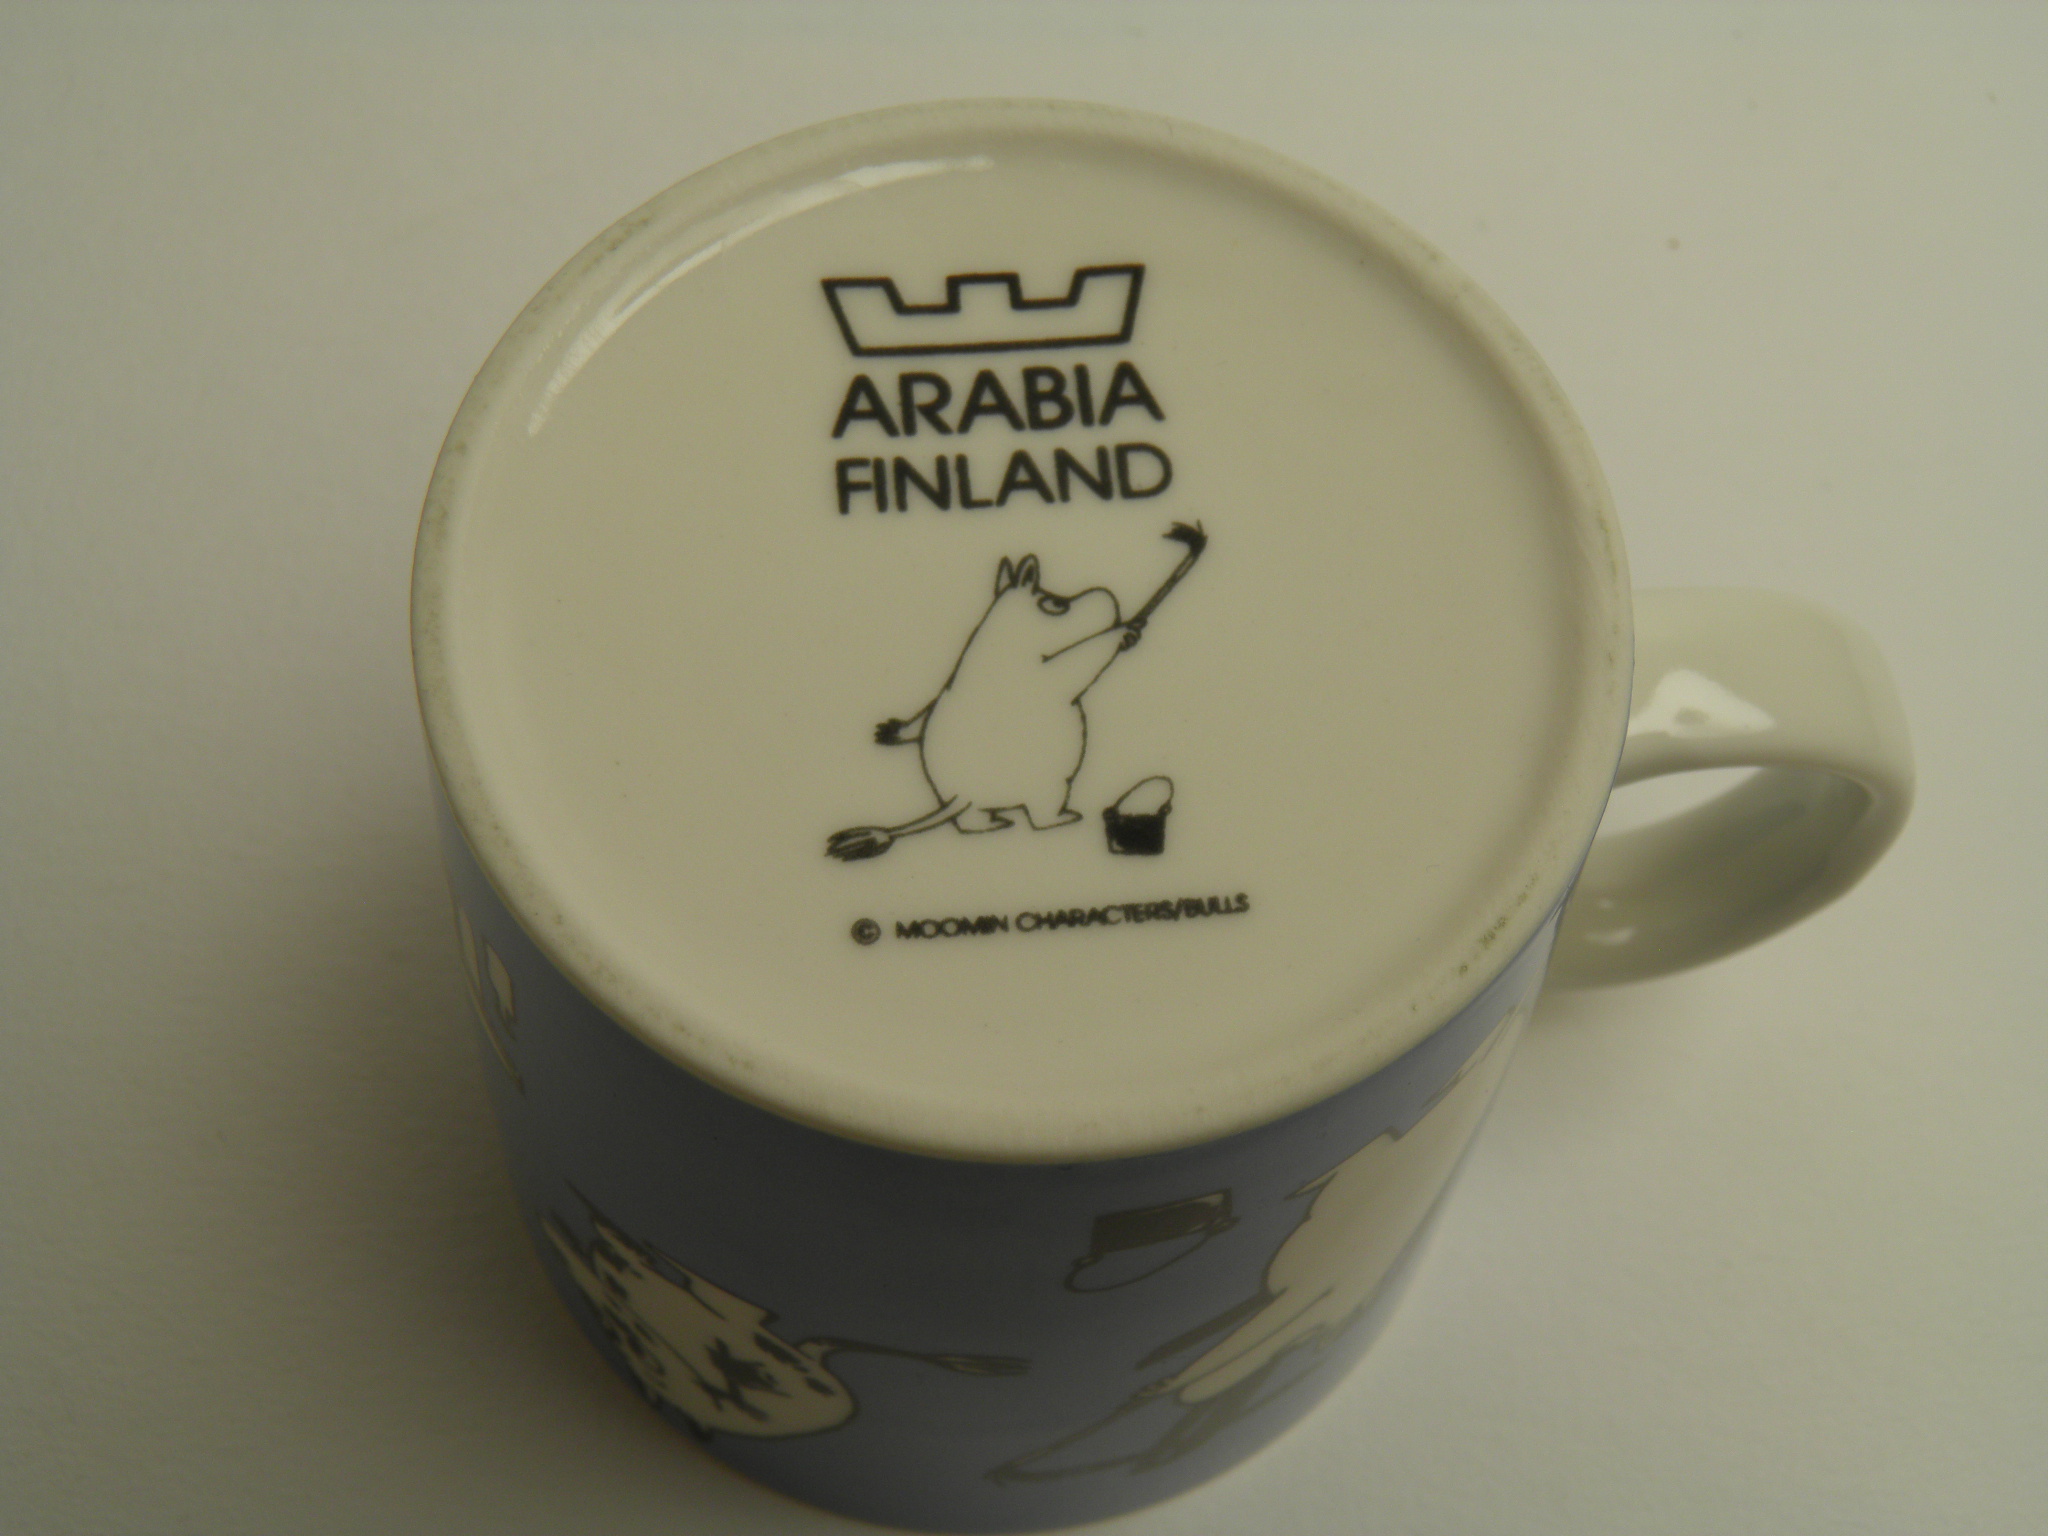 ARABIA
FINLAND
© MOOMIN CHARACTERS/BULLS